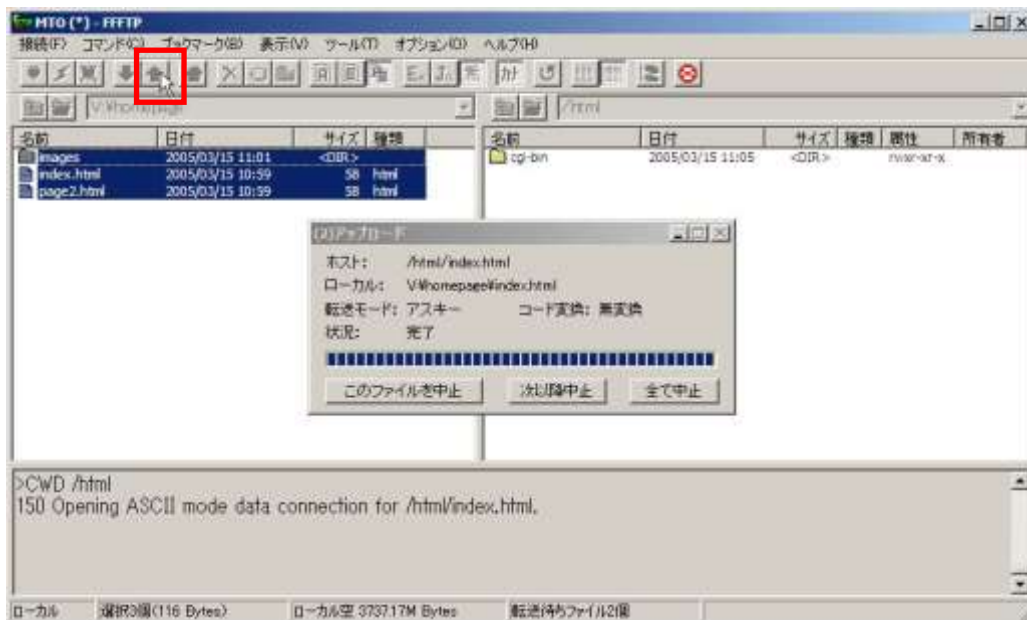 MTO (*) - FFFTP
接続(F) コマンド(C) ブックマーク(B) 表示(V) ツール(T) オプション(O) ヘルプ(H)
V:¥homepage /html
名前 日付 サイズ 種類 名前 日付 サイズ 種類 属性 所有者
images 2005/03/15 11:01 <DIR> cgi-bin 2005/03/15 11:05 <DIR> rwxr-xr-x
index.html 2005/03/15 10:59 58 html
page2.html 2005/03/15 10:59 58 html
(2)アップロード
ホスト: /html/index.html
ローカル: V:¥homepage¥index.html
転送モード: アスキー コード変換: 無変換
状況: 完了
このファイルを中止 次以降中止 全て中止
>CWD /html
150 Opening ASCII mode data connection for /html/index.html.
ローカル 選択3個(116 Bytes) ローカル空 3737.17M Bytes 転送待ちファイル2個